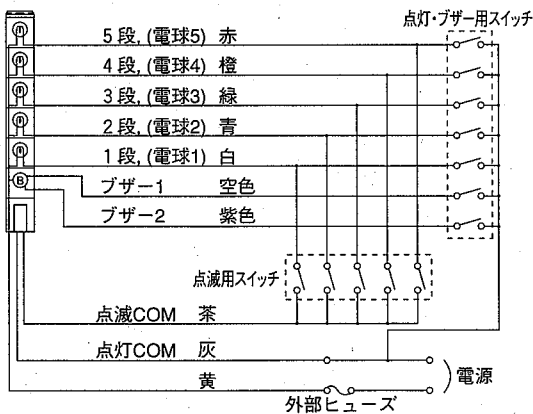 点灯・ブザー用スイッチ
5段,(電球5) 赤
4段,(電球4) 橙
3段,(電球3) 緑
2段,(電球2) 青
1段,(電球1) 白
B
ブザー1 空色
ブザー2 紫色
点滅用スイッチ
点滅COM 茶
点灯COM 灰
黄
電源
外部ヒューズ